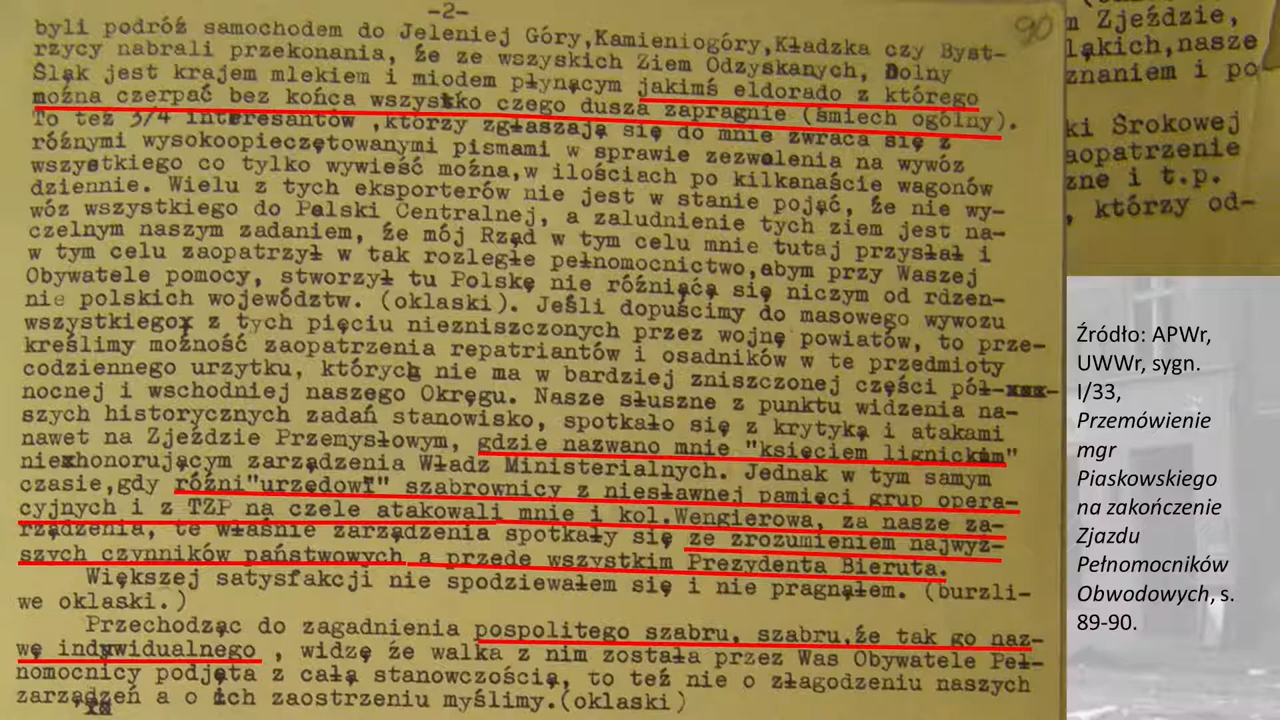 -2-
90
byli podróż samochodem do Jeleniej Góry,Kamieniogóry,Kładzka czy Byst-
rzycy nabrali przekonania, że ze wszyskich Ziem Odzyskanych, Dolny
Śląk jest krajem mlekiem i miodem płynącym jakimś eldorado z którego
można czerpać bez końca wszystko czego dusza zapragnie (śmiech ogólny).
To też 3/4 interesantów ,którzy zgłaszają się do mnie zwraca się z
różnymi wysokoopieczętowanymi pismami w sprawie zezwolenia na wywóz
wszystkiego co tylko wywieść można,w ilościach po kilkanaście wagonów
dziennie. Wielu z tych eksporterów nie jest w stanie pojąć, że nie wy-
wóz wszystkiego do Polski Centralnej, a zaludnienie tych ziem jest na-
czelnym naszym zadaniem, że mój Rząd w tym celu mnie tutaj przysłał i
w tym celu zaopatrzył w tak rozległe pełnomocnictwo,abym przy Waszej
Obywatele pomocy, stworzył tu Polskę nie różniącą się niczym od rdzen-
nie polskich województw. (oklaski). Jeśli dopuścimy do masowego wywozu
wszystkiego z tych pięciu niezniszczonych przez wojnę powiatów, to prze-
kreślimy możność zaopatrzenia repatriantów i osadników w te przedmioty
codziennego urzytku, których nie ma w bardziej zniszczonej części pół-
nocnej i wschodniej naszego Okręgu. Nasze słuszne z punktu widzenia na-
szych historycznych zadań stanowisko, spotkało się z krytyką i atakami
nawet na Zjeździe Przemysłowym, gdzie nazwano mnie "księciem lignickim"
niehonorującym zarządzenia Władz Ministerialnych. Jednak w tym samym
czasie,gdy różni"urzędowi" szabrownicy z niesławnej pamięci grup opera-
cyjnych i z TZP na czele atakowali mnie i kol.Wengierowa, za nasze za-
rządzenia, te właśnie zarządzenia spotkały się ze zrozumieniem najwyż-
szych czynników państwowych a przede wszystkim Prezydenta Bieruta.
Większej satysfakcji nie spodziewałem się i nie pragnąłem. (burzli-
we oklaski.)
Przechodząc do zagadnienia pospolitego szabru, szabru,że tak go naz-
wę indywidualnego , widzę że walka z nim została przez Was Obywatele Peł-
nomocnicy podjęta z całą stanowczością, to też nie o złagodzeniu naszych
zarządzeń a o ich zaostrzeniu myślimy.(oklaski)
m Zjeździe,
ląkich,nasze
znaniem i po
ki Srokowej
aopatrzenie
zne i t.p.
, którzy od-
Źródło: APWr,
UWWr, sygn.
I/33,
Przemówienie
mgr
Piaskowskiego
na zakończenie
Zjazdu
Pełnomocników
Obwodowych, s.
89-90.